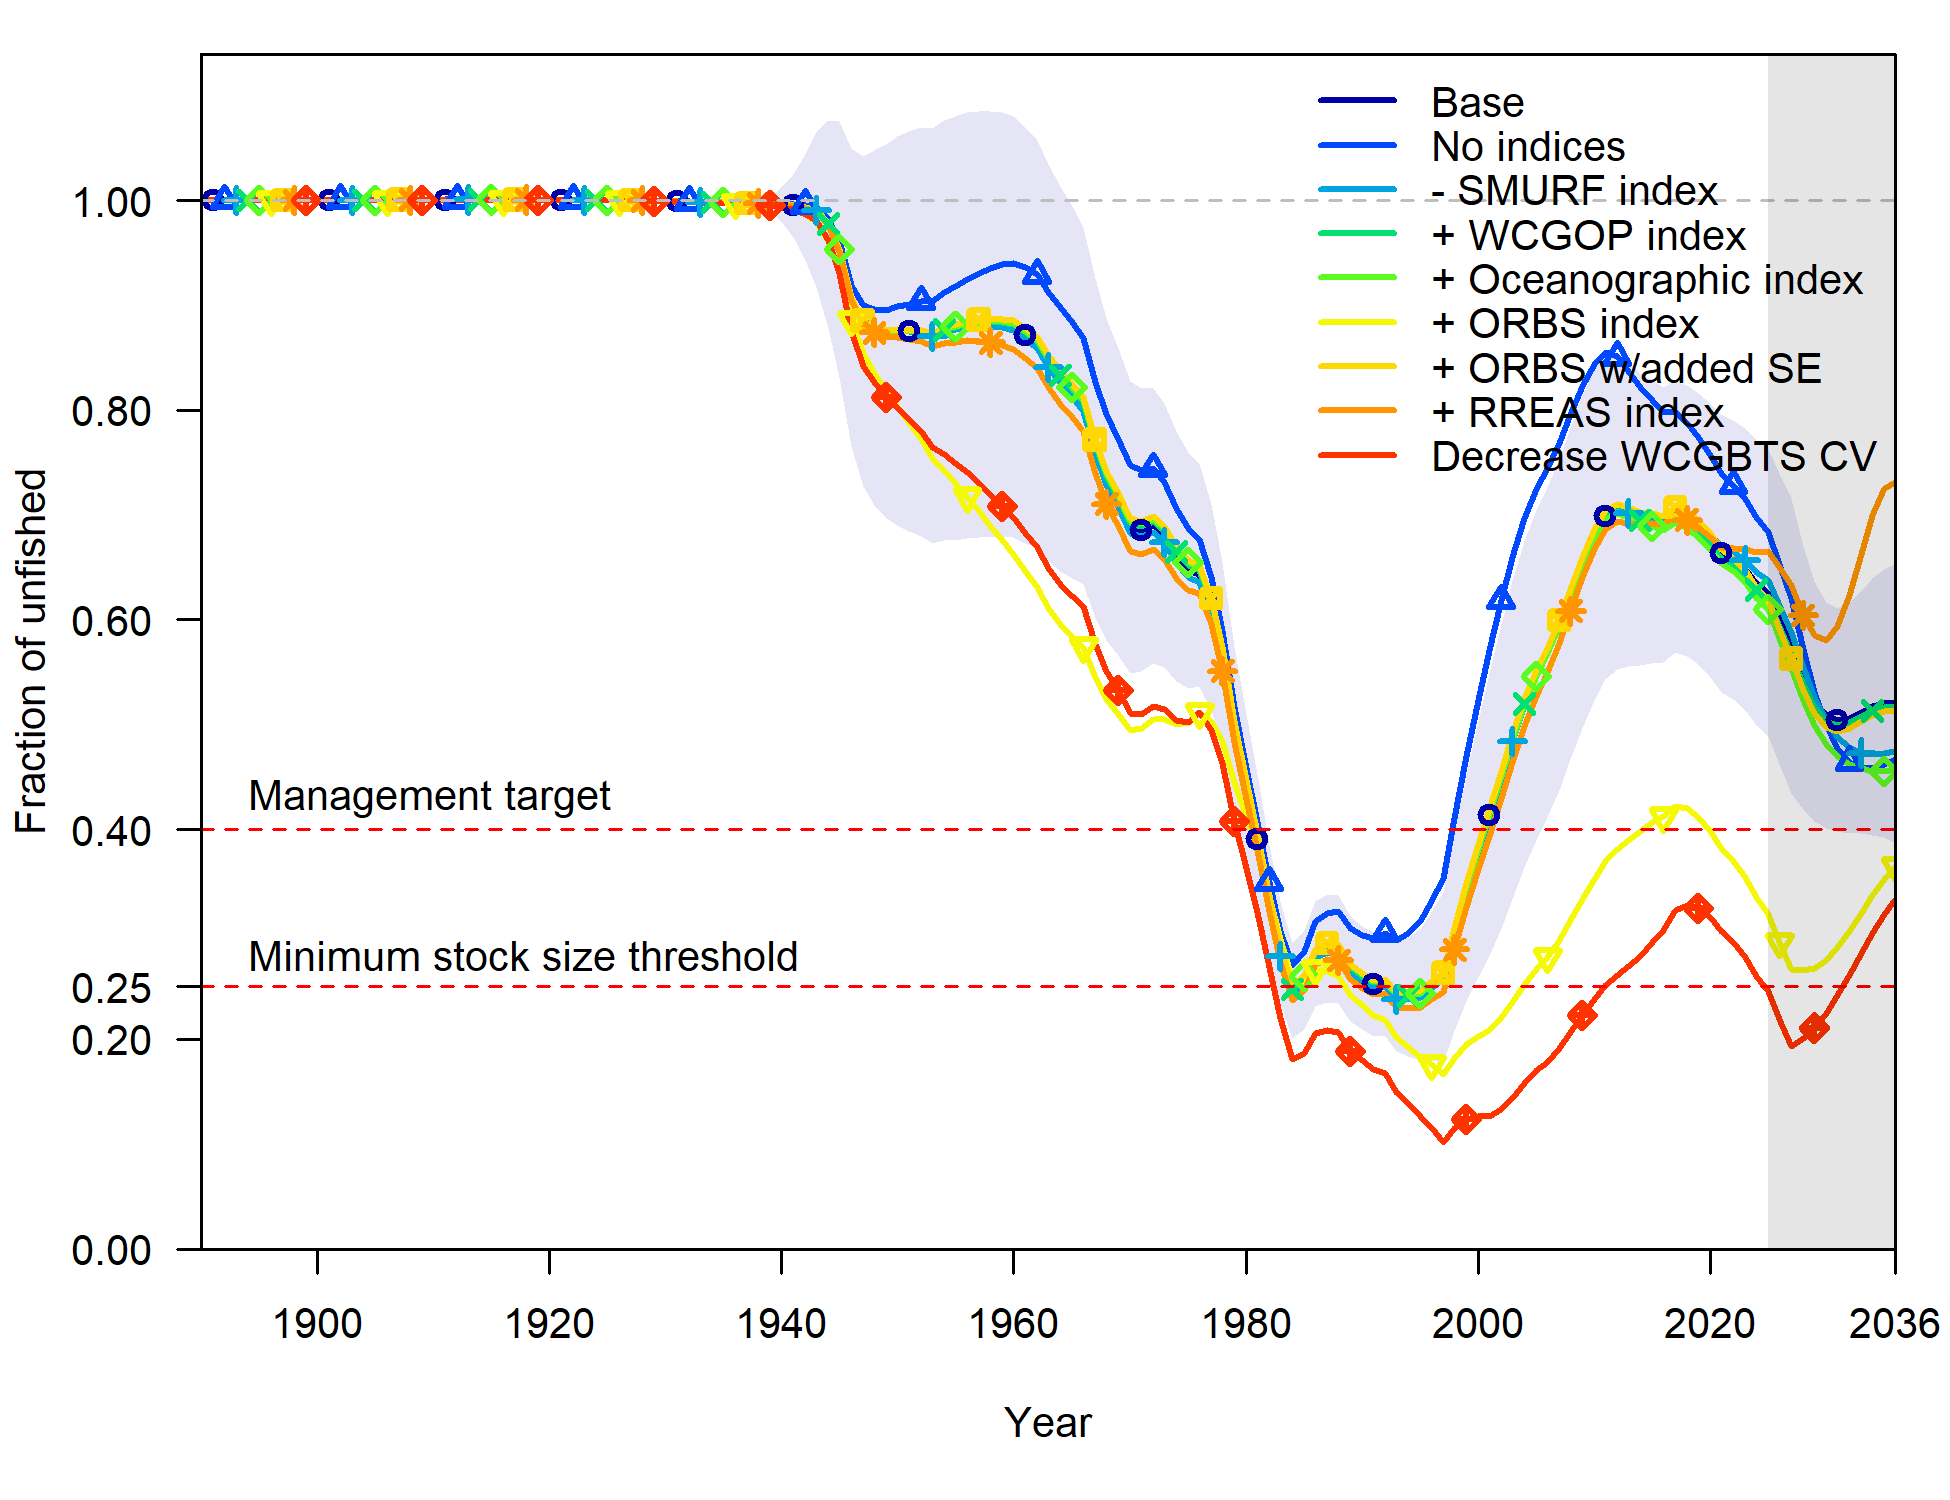 Base
No indices
- SMURF index
+ WCGOP index
+ Oceanographic index
+ ORBS index
+ ORBS w/added SE
+ RREAS index
Decrease WCGBTS CV
Fraction of unfished
1.00
0.80
0.60
0.40
0.25
0.20
0.00
Management target
Minimum stock size threshold
1900 1920 1940 1960 1980 2000 2020 2036
Year